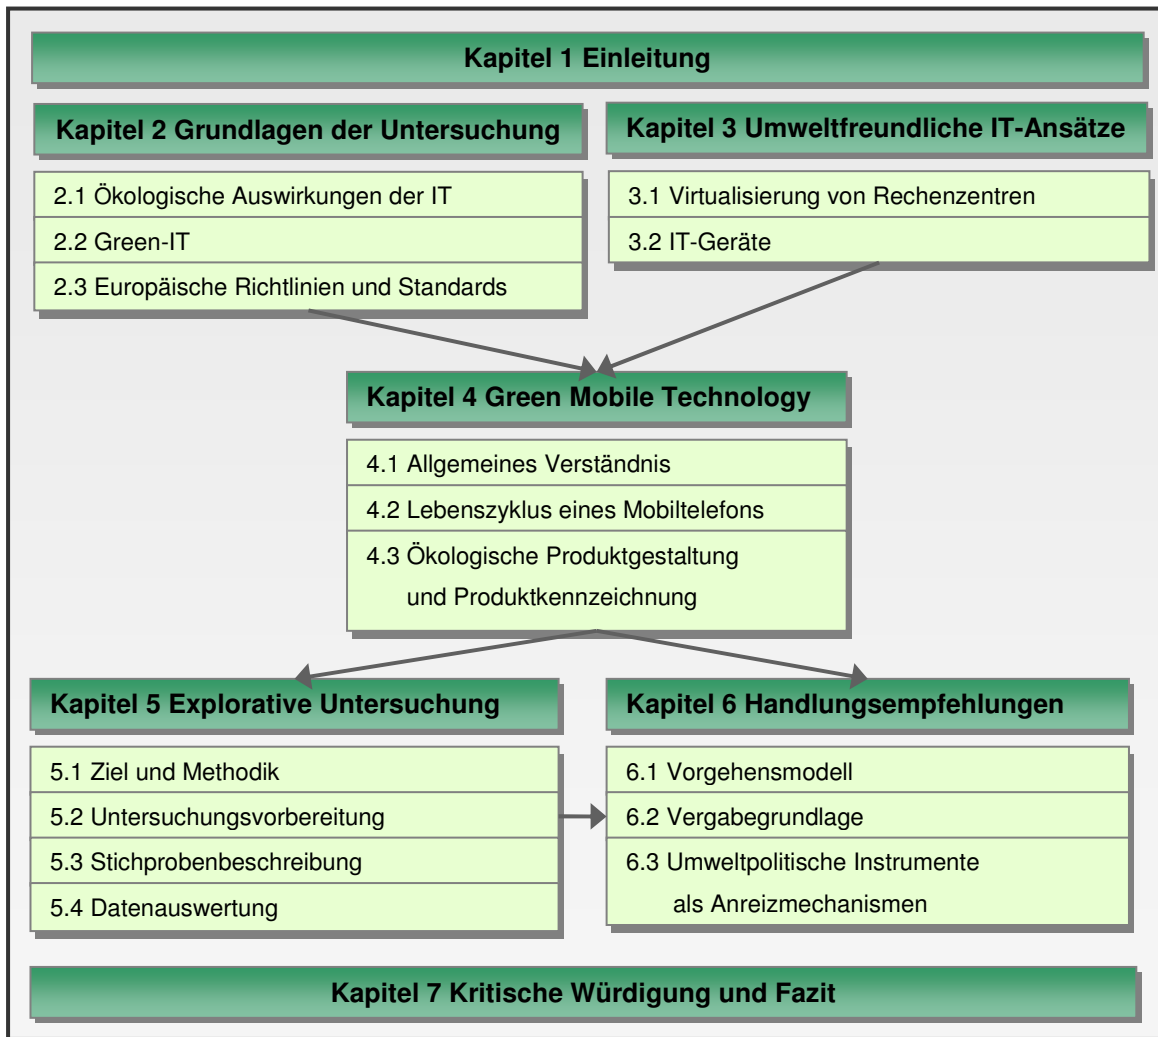 Kapitel 1 Einleitung
Kapitel 2 Grundlagen der Untersuchung
2.1 Ökologische Auswirkungen der IT
2.2 Green-IT
2.3 Europäische Richtlinien und Standards
Kapitel 3 Umweltfreundliche IT-Ansätze
3.1 Virtualisierung von Rechenzentren
3.2 IT-Geräte
Kapitel 4 Green Mobile Technology
4.1 Allgemeines Verständnis
4.2 Lebenszyklus eines Mobiltelefons
4.3 Ökologische Produktgestaltung
und Produktkennzeichnung
Kapitel 5 Explorative Untersuchung
5.1 Ziel und Methodik
5.2 Untersuchungsvorbereitung
5.3 Stichprobenbeschreibung
5.4 Datenauswertung
Kapitel 6 Handlungsempfehlungen
6.1 Vorgehensmodell
6.2 Vergabegrundlage
6.3 Umweltpolitische Instrumente
als Anreizmechanismen
Kapitel 7 Kritische Würdigung und Fazit